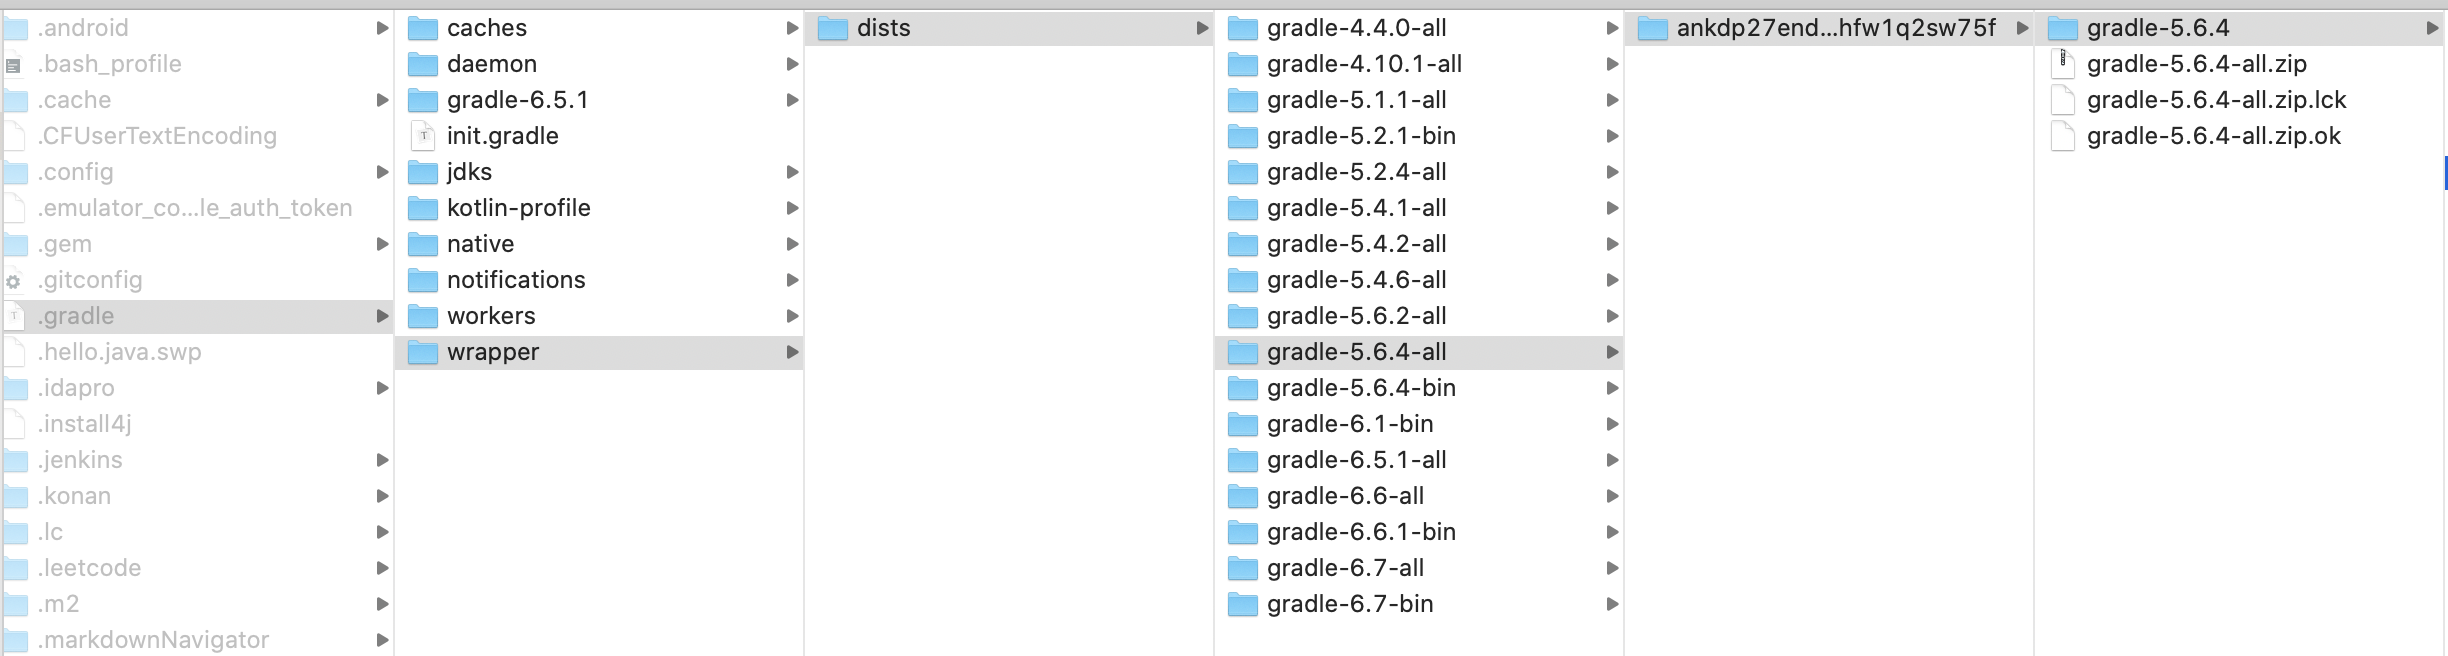 .android
.bash_profile
.cache
.CFUserTextEncoding
.config
.emulator_co...le_auth_token
.gem
.gitconfig
.gradle
.hello.java.swp
.idapro
.install4j
.jenkins
.konan
.lc
.leetcode
.m2
.markdownNavigator
caches
daemon
gradle-6.5.1
init.gradle
jdks
kotlin-profile
native
notifications
workers
wrapper
dists
gradle-4.4.0-all
gradle-4.10.1-all
gradle-5.1.1-all
gradle-5.2.1-bin
gradle-5.2.4-all
gradle-5.4.1-all
gradle-5.4.2-all
gradle-5.4.6-all
gradle-5.6.2-all
gradle-5.6.4-all
gradle-5.6.4-bin
gradle-6.1-bin
gradle-6.5.1-all
gradle-6.6-all
gradle-6.6.1-bin
gradle-6.7-all
gradle-6.7-bin
ankdp27end...hfw1q2sw75f
gradle-5.6.4
gradle-5.6.4-all.zip
gradle-5.6.4-all.zip.lck
gradle-5.6.4-all.zip.ok